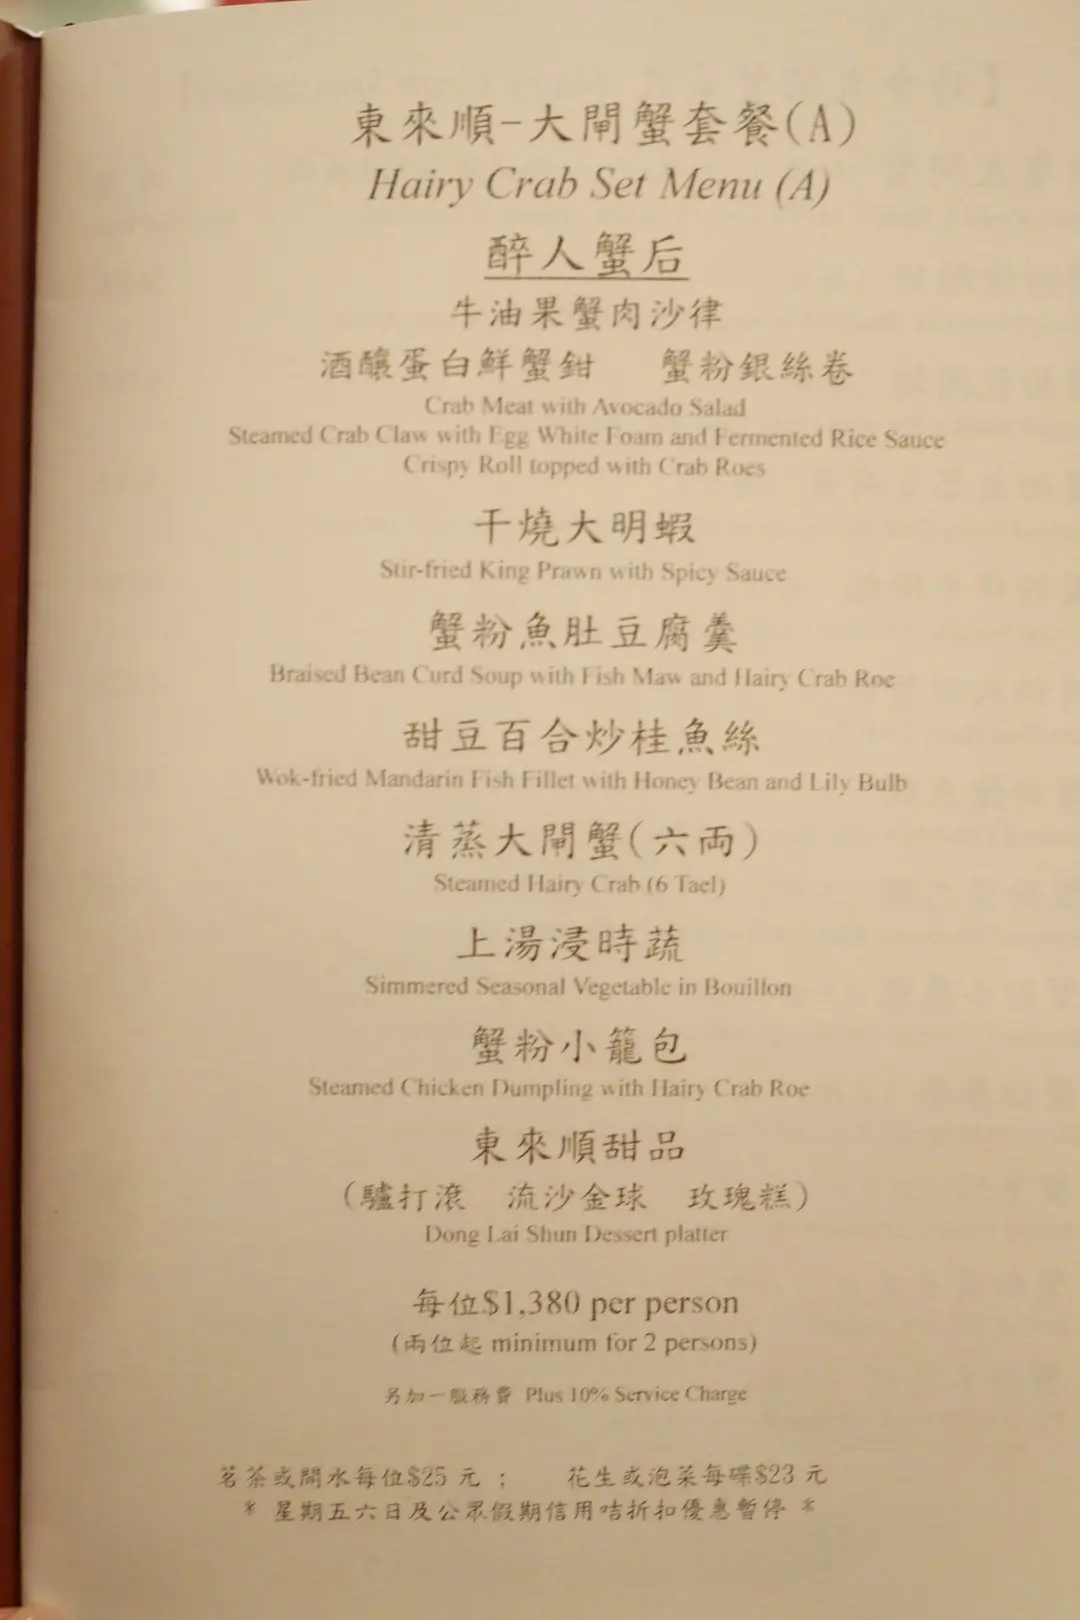 東來順-大閘蟹套餐(A)
Hairy Crab Set Menu (A)
醉人蟹后
牛油果蟹肉沙律
酒釀蛋白鮮蟹鉗 蟹粉銀絲卷
Crab Meat with Avocado Salad
Steamed Crab Claw with Egg White Foam and Fermented Rice Sauce
Crispy Roll topped with Crab Roes
干燒大明蝦
Stir-fried King Prawn with Spicy Sauce
蟹粉魚肚豆腐羹
Braised Bean Curd Soup with Fish Maw and Hairy Crab Roe
甜豆百合炒桂魚絲
Wok-fried Mandarin Fish Fillet with Honey Bean and Lily Bulb
清蒸大閘蟹(六両)
Steamed Hairy Crab (6 Tael)
上湯浸時蔬
Simmered Seasonal Vegetable in Bouillon
蟹粉小籠包
Steamed Chicken Dumpling with Hairy Crab Roe
東來順甜品
(驢打滾 流沙金球 玫瑰糕)
Dong Lai Shun Dessert platter
每位$1,380 per person
(兩位起 minimum for 2 persons)
另加一服務費 Plus 10% Service Charge
茗茶或開水每位$25 元 ; 花生或泡菜每碟$23 元
* 星期五六日及公眾假期信用咭折扣優惠暫停 *